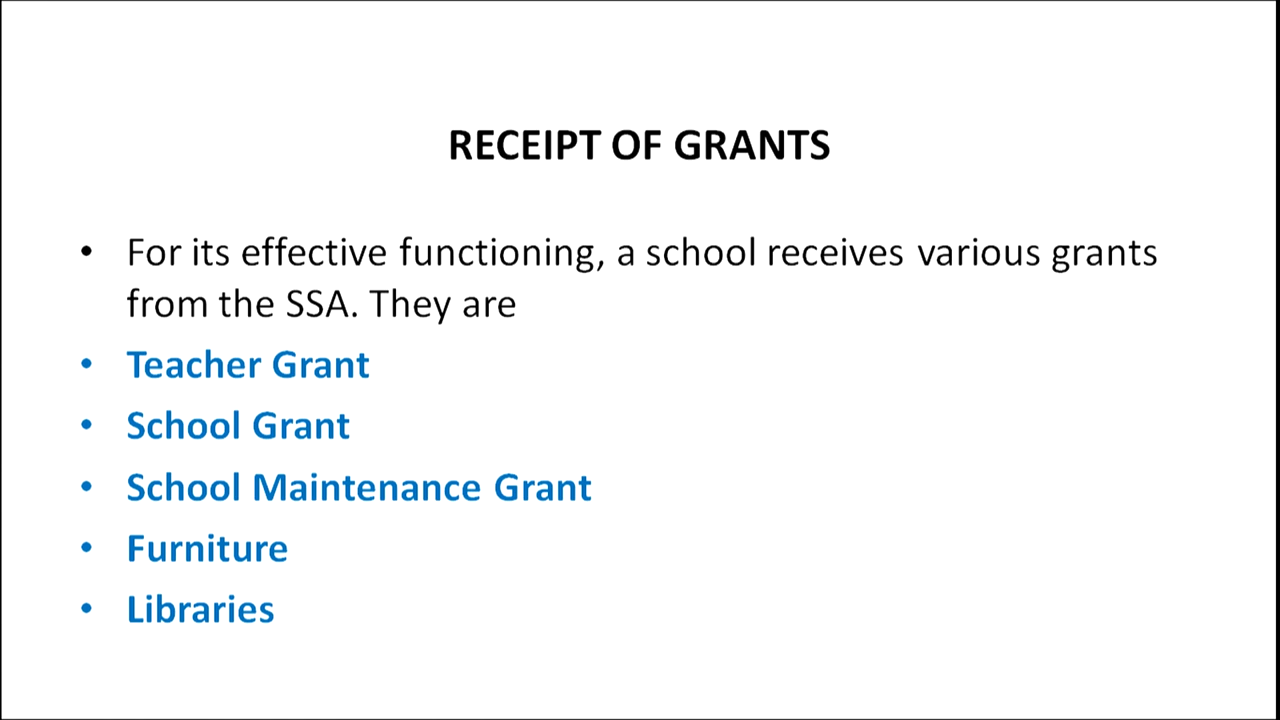 RECEIPT OF GRANTS
• For its effective functioning, a school receives various grants
from the SSA. They are
• Teacher Grant
• School Grant
• School Maintenance Grant
• Furniture
• Libraries